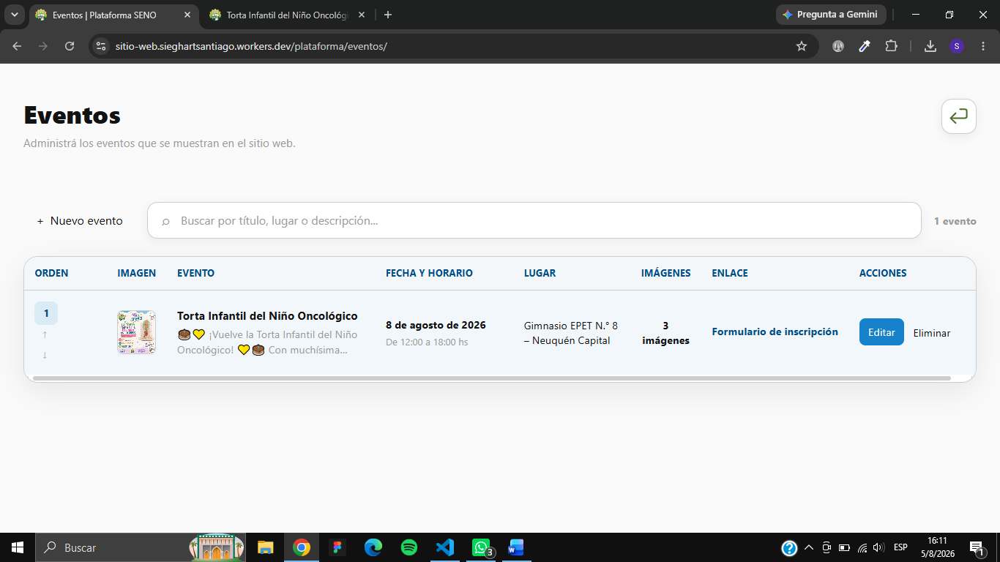 Eventos | Plataforma SENO
Torta Infantil del Niño Oncológi
Pregunta a Gemini
sitio-web.sieghartsantiago.workers.dev/plataforma/eventos/
S
Eventos
Administrá los eventos que se muestran en el sitio web.
+ Nuevo evento
Buscar por título, lugar o descripción...
1 evento
ORDEN IMAGEN EVENTO FECHA Y HORARIO LUGAR IMÁGENES ENLACE ACCIONES
1
↑
↓
Torta Infantil del Niño Oncológico
🎂💛 ¡Vuelve la Torta Infantil del Niño
Oncológico! 💛🎂 Con muchísima...
8 de agosto de 2026
De 12:00 a 18:00 hs
Gimnasio EPET N.° 8
– Neuquén Capital
3
imágenes
Formulario de inscripción
Editar
Eliminar
Buscar
3
ESP
16:11
5/8/2026
1